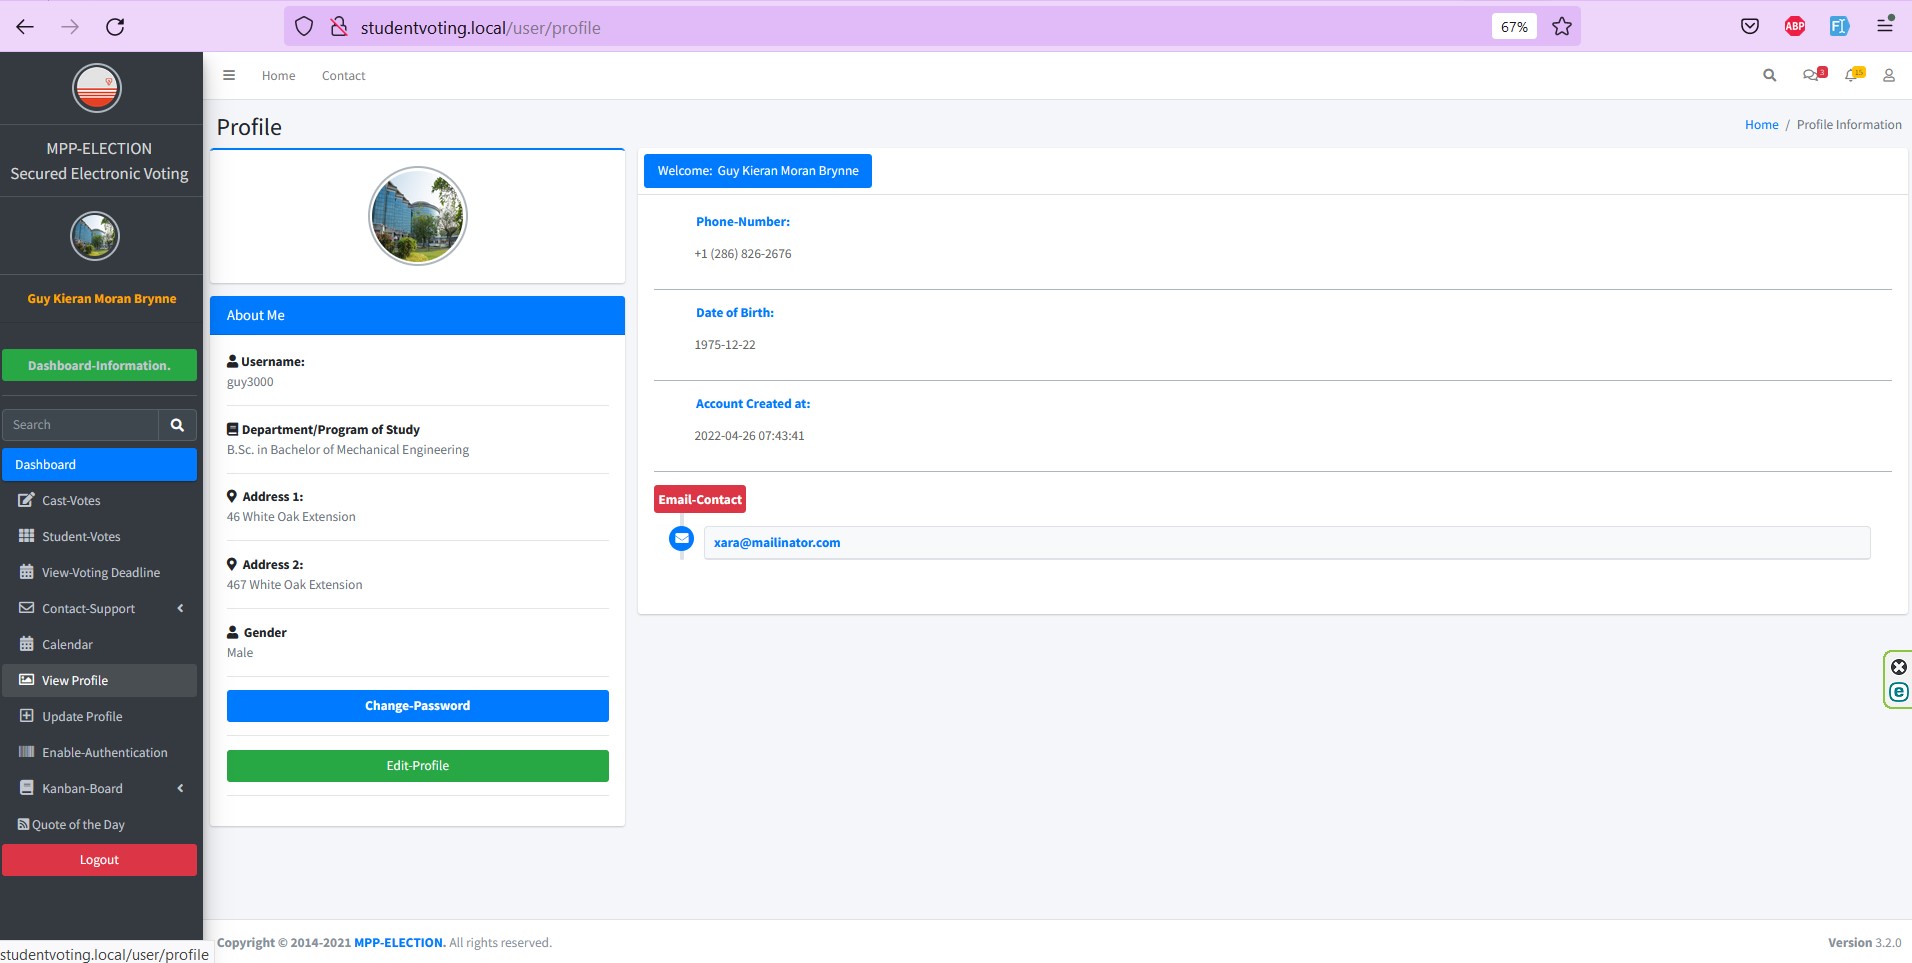 studentvoting.local/user/profile
67%
ABP
MPP-ELECTION
Secured Electronic Voting
Guy Kieran Moran Brynne
Dashboard-Information.
Search
Dashboard
Cast-Votes
Student-Votes
View-Voting Deadline
Contact-Support
Calendar
View Profile
Update Profile
Enable-Authentication
Kanban-Board
Quote of the Day
Logout
studentvoting.local/user/profile
Home
Contact
3
15
Profile
Home / Profile Information
About Me
Username:
guy3000
Department/Program of Study
B.Sc. in Bachelor of Mechanical Engineering
Address 1:
46 White Oak Extension
Address 2:
467 White Oak Extension
Gender
Male
Change-Password
Edit-Profile
Welcome: Guy Kieran Moran Brynne
Phone-Number:
+1 (286) 826-2676
Date of Birth:
1975-12-22
Account Created at:
2022-04-26 07:43:41
Email-Contact
xara@mailinator.com
e
Copyright © 2014-2021 MPP-ELECTION. All rights reserved.
Version 3.2.0